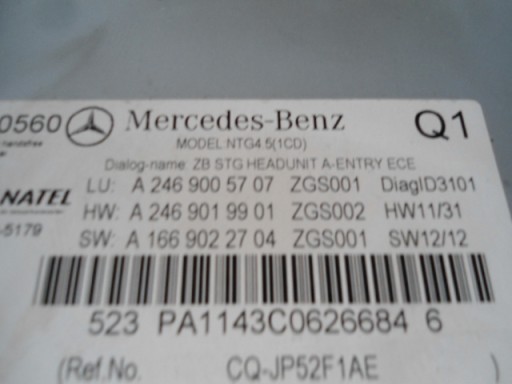 0560 Mercedes-Benz Q1
MODEL:NTG4.5(1CD)
Dialog-name: ZB STG HEADUNIT A-ENTRY ECE
NATEL LU: A 246 900 57 07 ZGS001 DiagID3101
HW: A 246 901 99 01 ZGS002 HW11/31
-5179
SW: A 166 902 27 04 ZGS001 SW12/12
523 PA1143C0626684 6
(Ref.No. CQ-JP52F1AE )